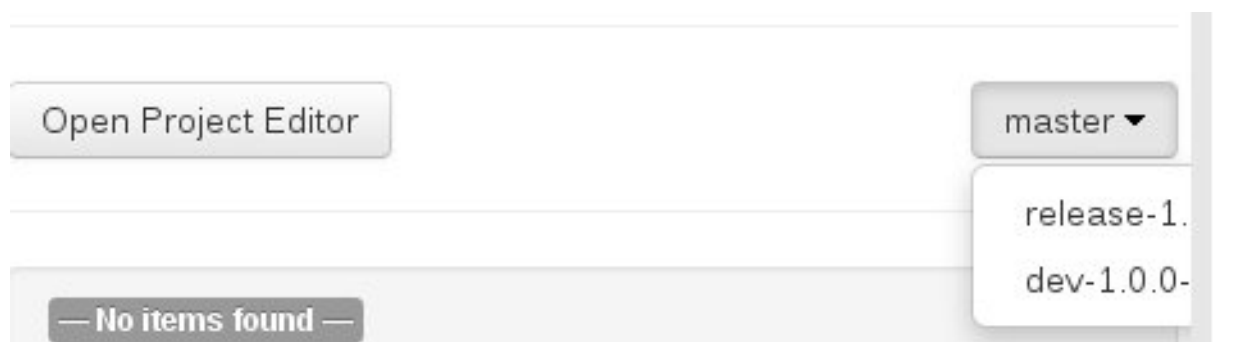 Open Project Editor
master
release-1.
dev-1.0.0-
— No items found —